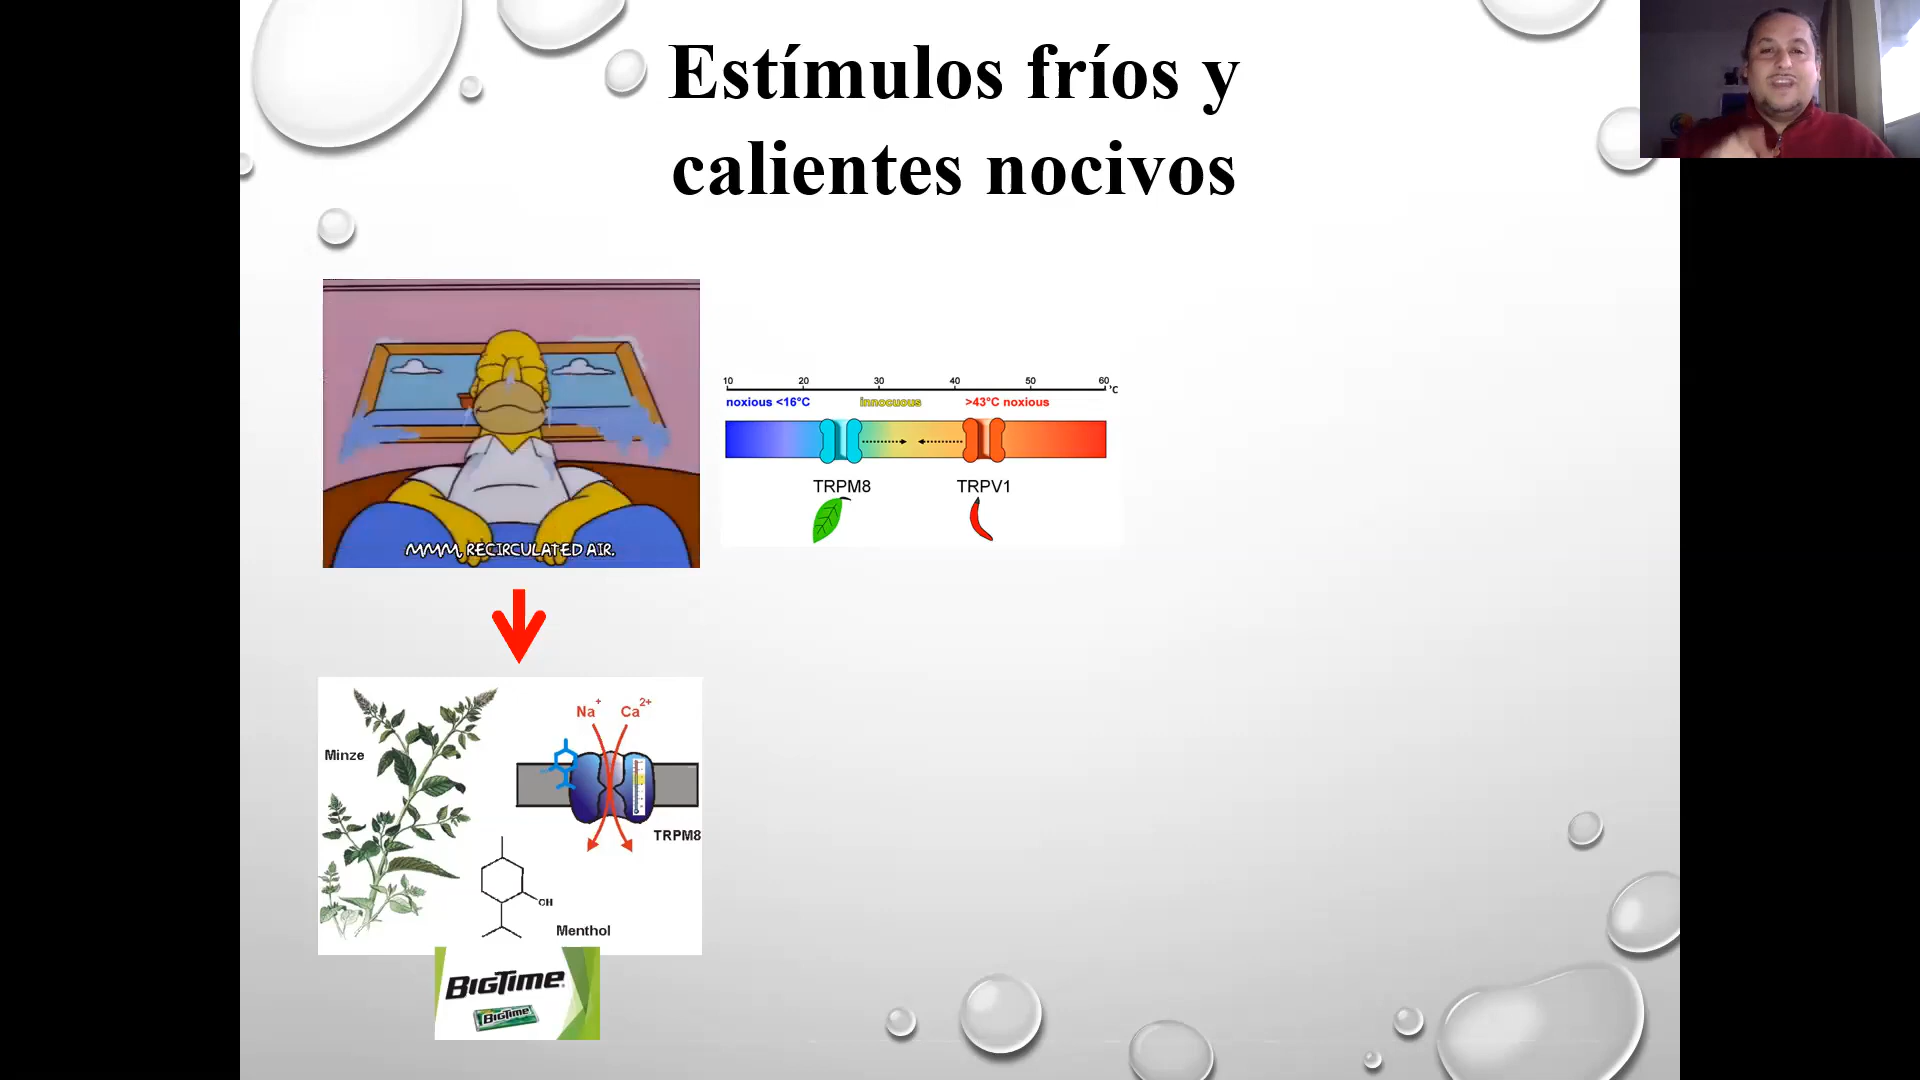 Estímulos fríos y
calientes nocivos
MMM, RECIRCULATED AIR.
10 20 30 40 50 60 °C
noxious <16°C innocuous >43°C noxious
TRPM8 TRPV1
Na+ Ca2+
Minze
TRPM8
OH
Menthol
BIGTIME
BIGTIME